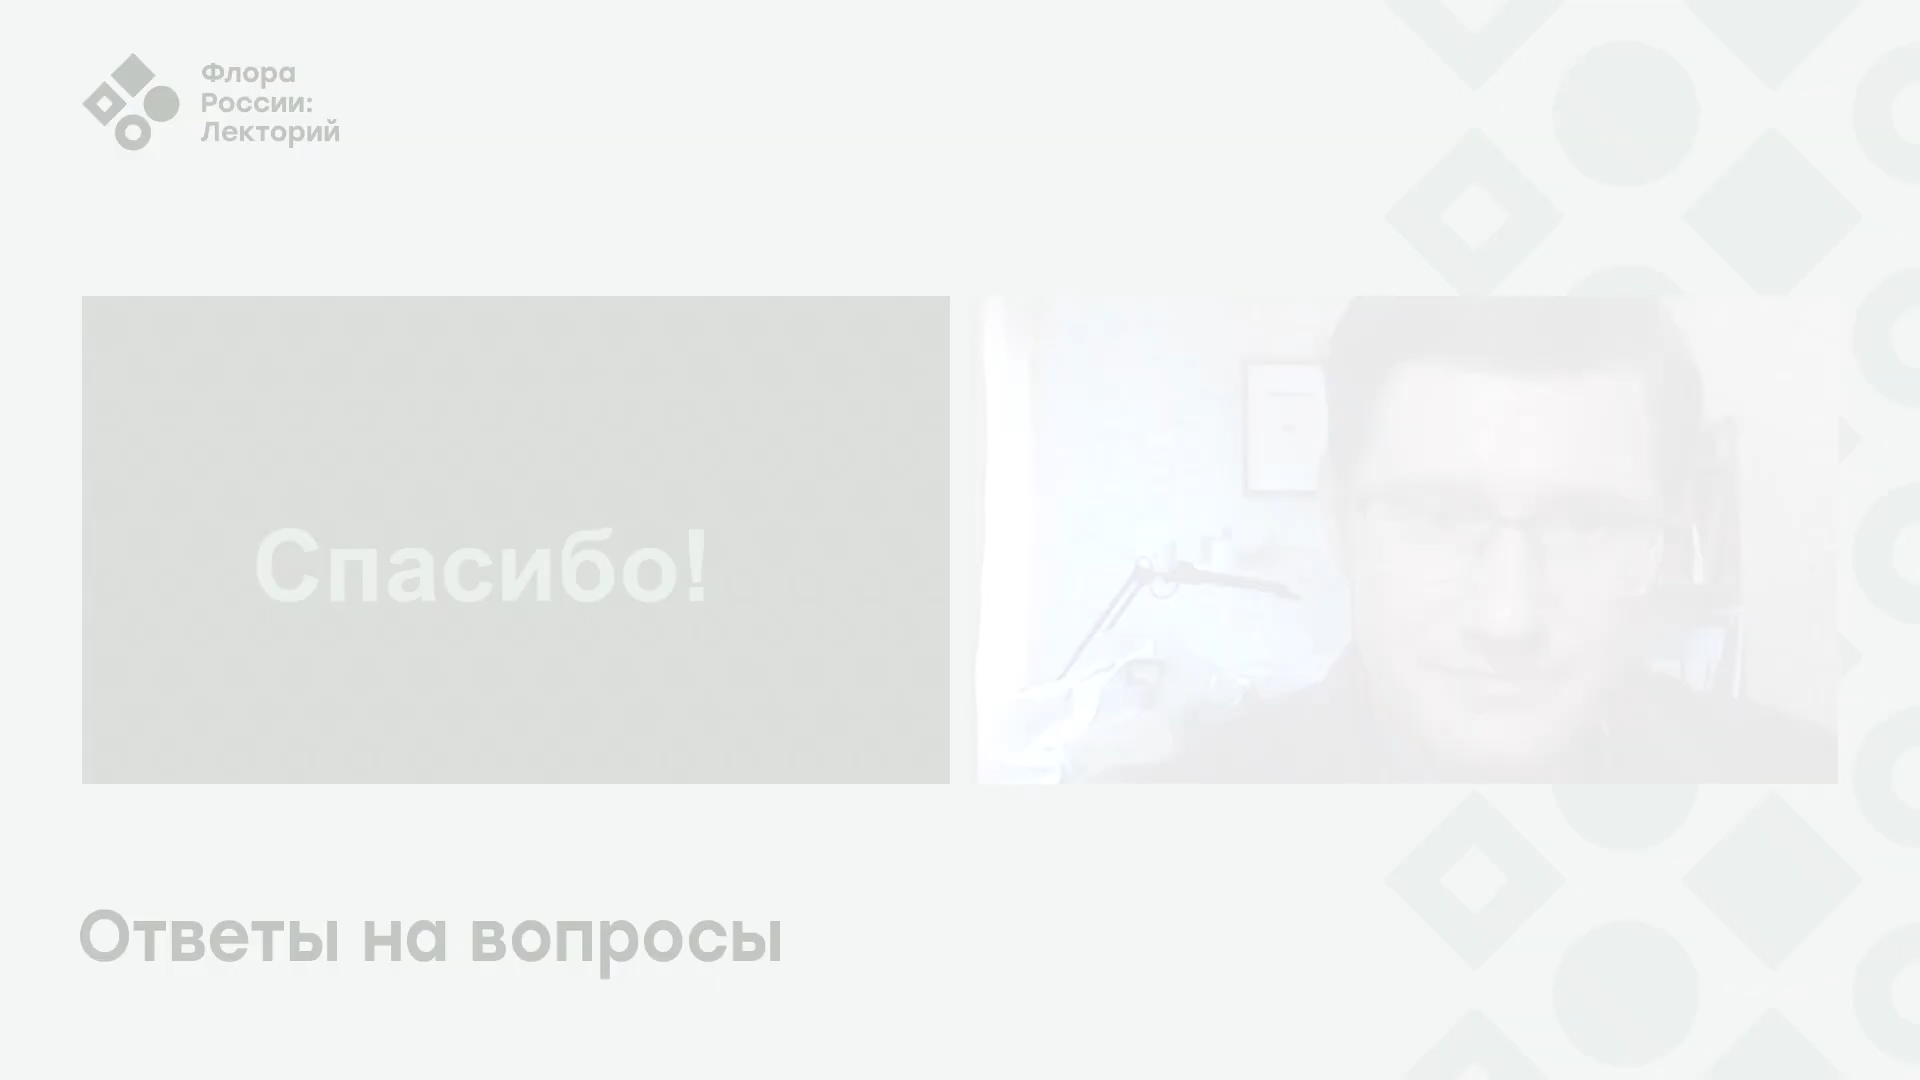 Флора
России:
Лекторий
Спасибо!
Ответы на вопросы